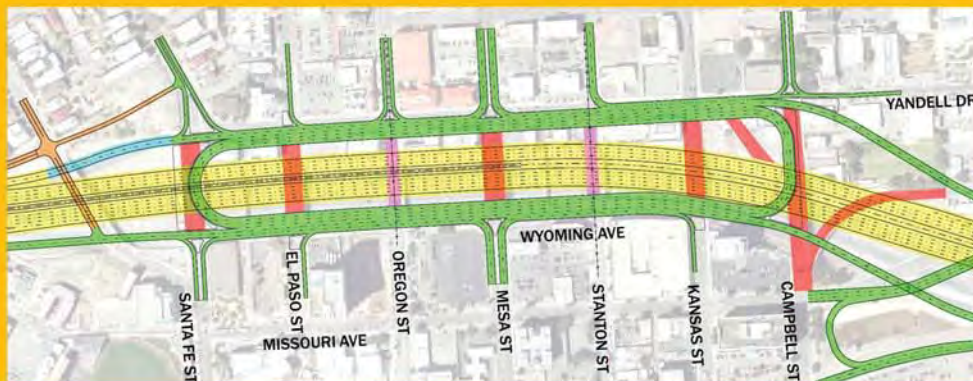 YANDELL DR
WYOMING AVE
SANTA FE ST
EL PASO ST
OREGON ST
MESA ST
STANTON ST
KANSAS ST
CAMPBELL ST
MISSOURI AVE